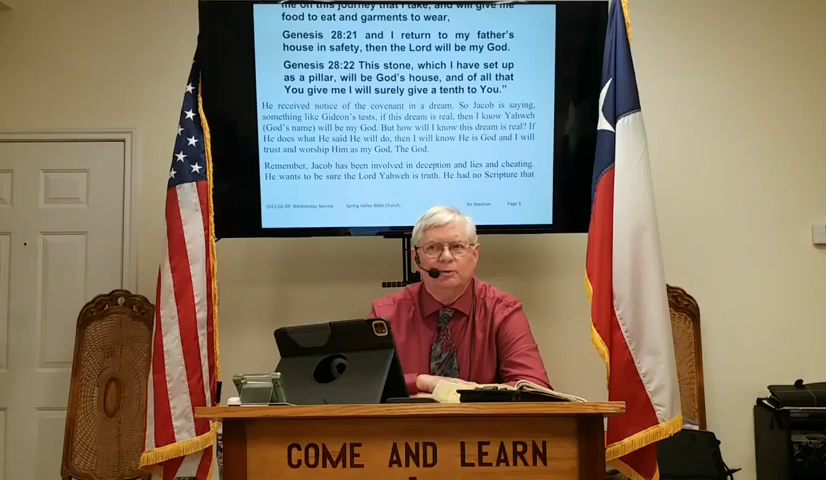 me on this journey that I take, and will give me
food to eat and garments to wear,
Genesis 28:21 and I return to my father's
house in safety, then the Lord will be my God.
Genesis 28:22 This stone, which I have set up
as a pillar, will be God's house, and of all that
You give me I will surely give a tenth to You."
He received notice of the covenant in a dream. So Jacob is saying,
something like Gideon's tests, if this dream is real, then I know Yahweh
(God's name) will be my God. But how will I know this dream is real? If
He does what He said He will do, then I will know He is God and I will
trust and worship Him as my God, The God.
Remember, Jacob has been involved in deception and lies and cheating.
He wants to be sure the Lord Yahweh is truth. He had no Scripture that
Wednesday Service Spring Valley Bible Church, Sheehan Page 9
COME AND LEARN